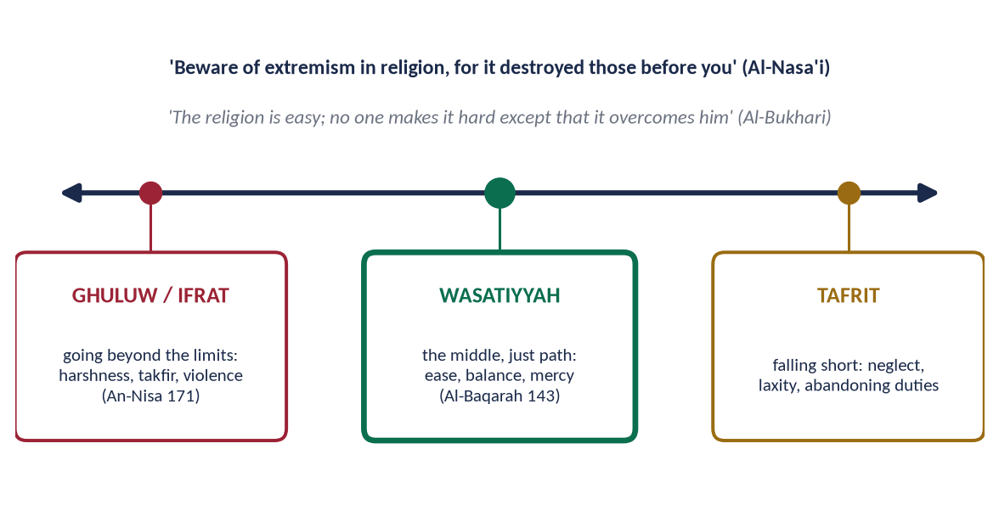 'Beware of extremism in religion, for it destroyed those before you' (Al-Nasa'i)
'The religion is easy; no one makes it hard except that it overcomes him' (Al-Bukhari)
GHULUW / IFRAT
going beyond the limits:
harshness, takfir, violence
(An-Nisa 171)
WASATIYYAH
the middle, just path:
ease, balance, mercy
(Al-Baqarah 143)
TAFRIT
falling short: neglect,
laxity, abandoning duties